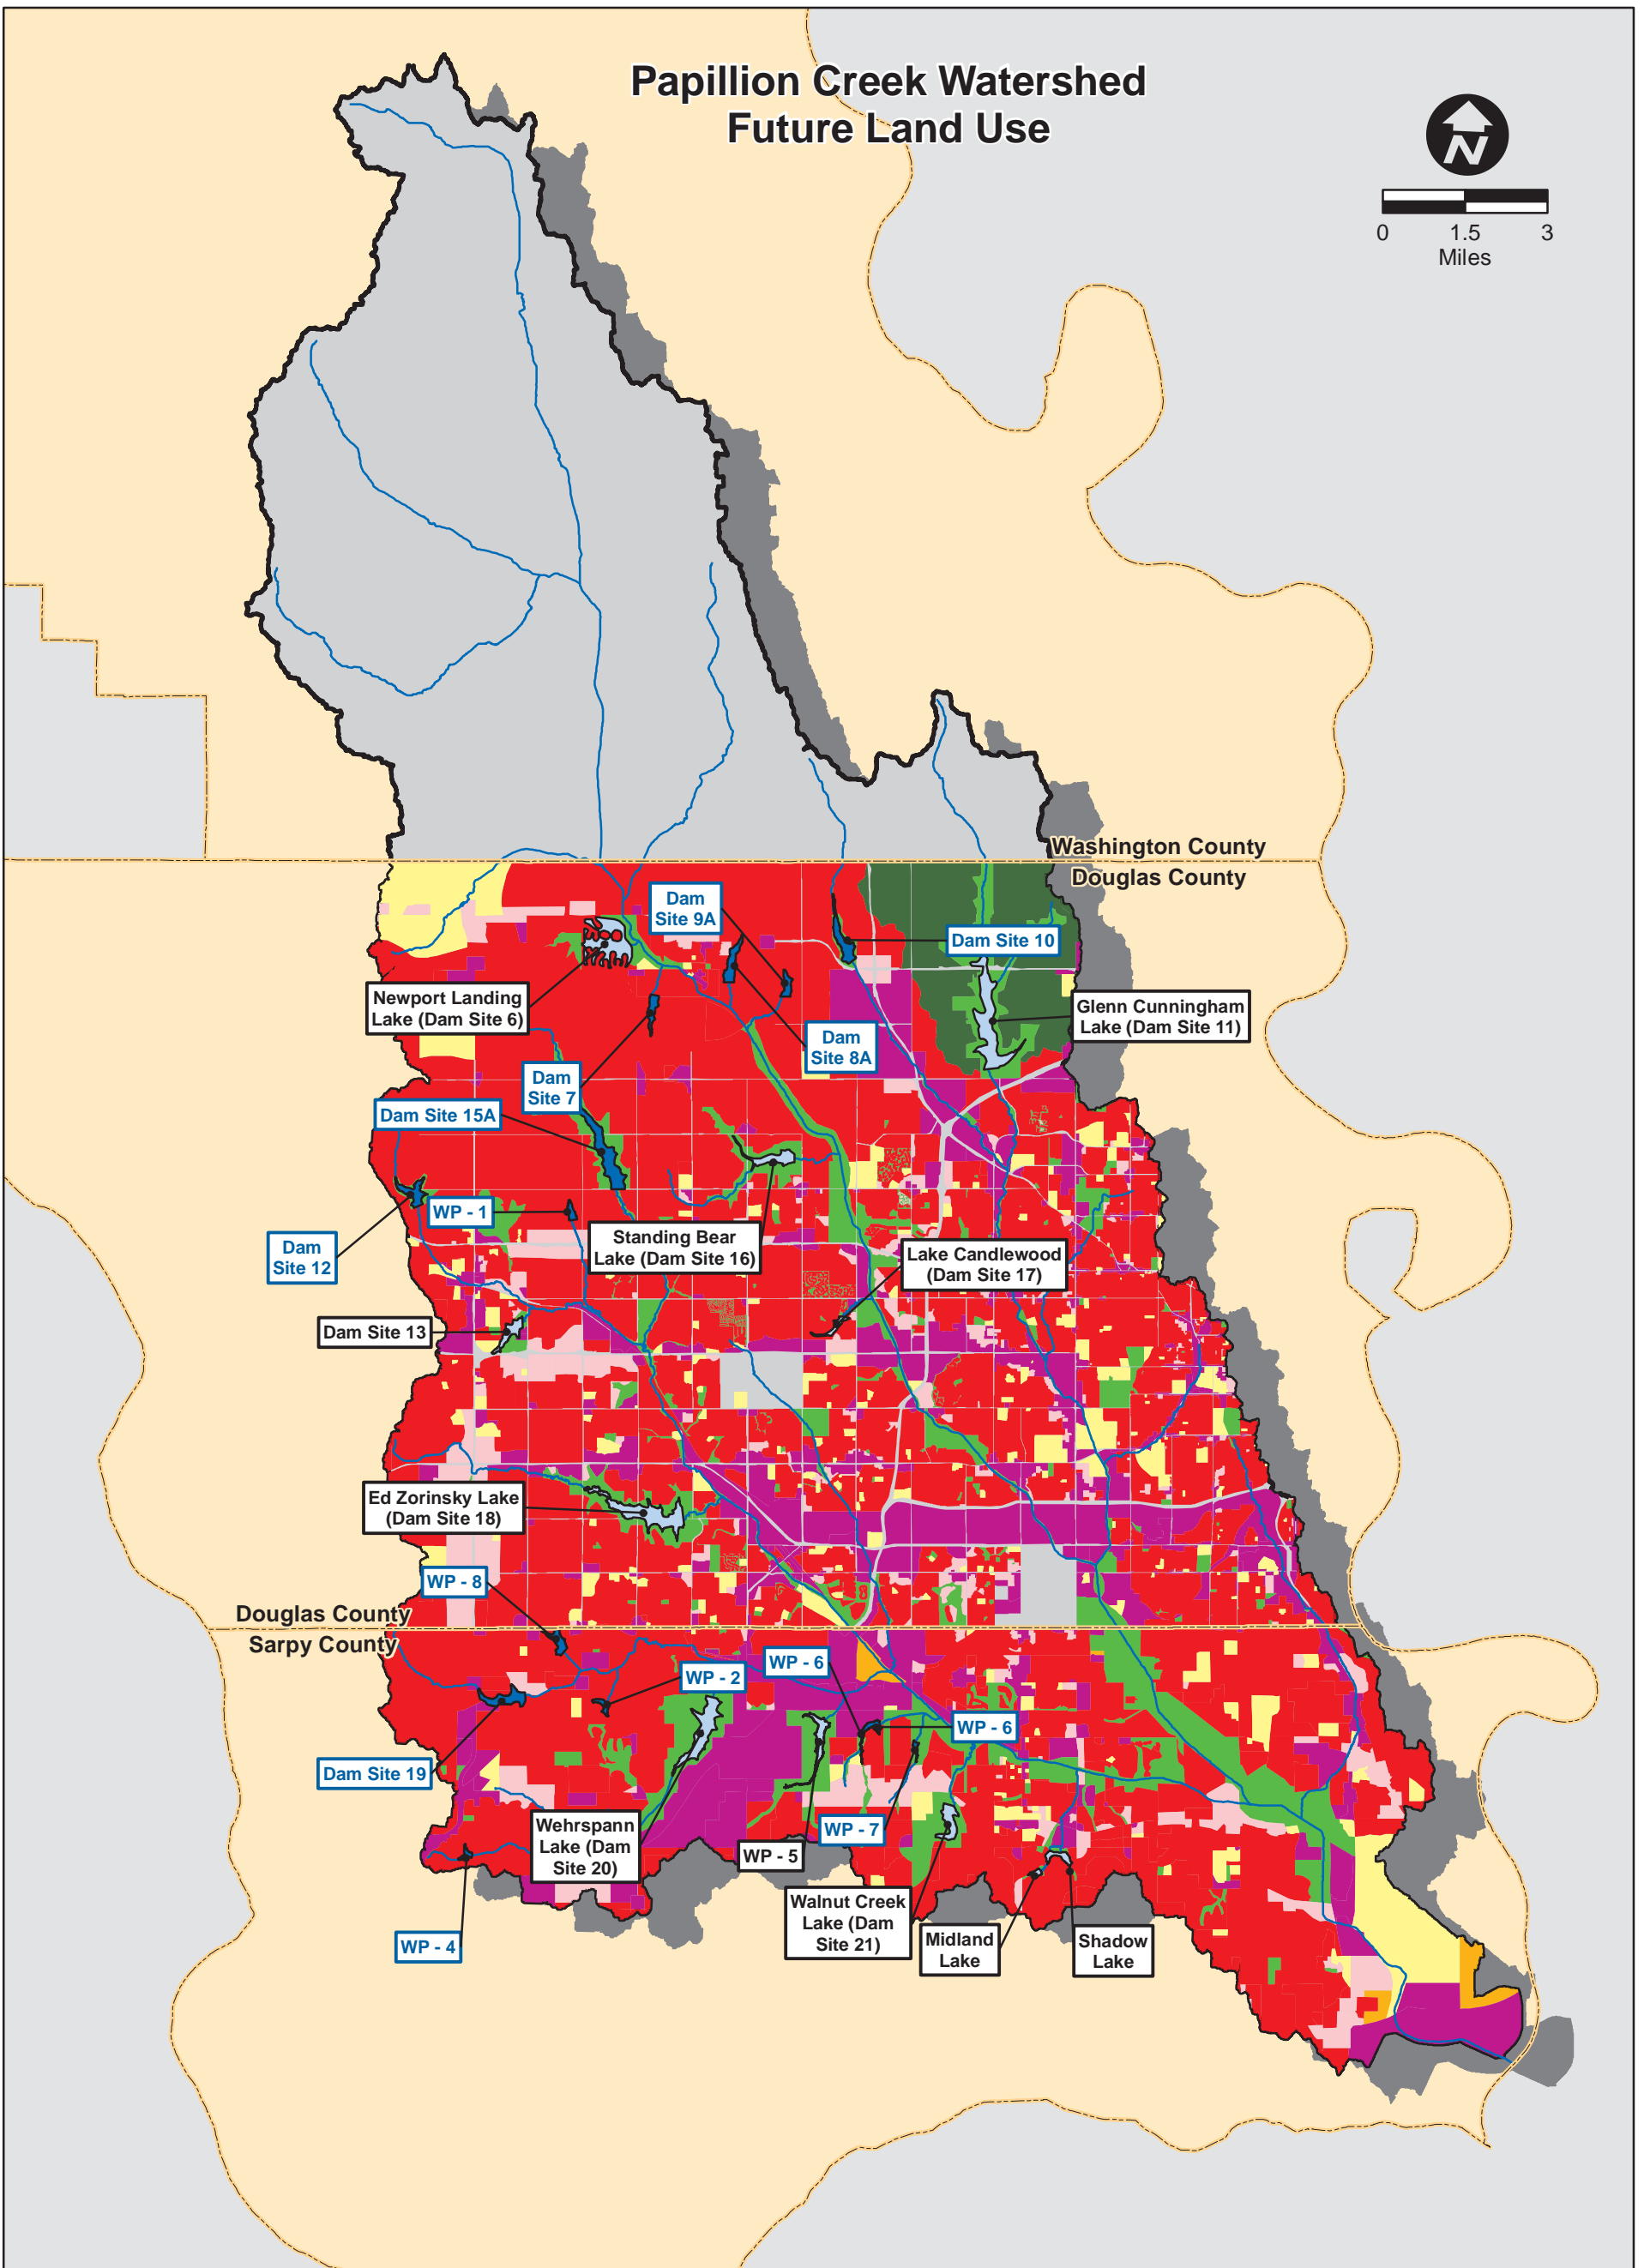 Papillion Creek Watershed
Future Land Use
N
0 1.5 3
Miles
Washington County
Douglas County
Dam
Site 9A
Dam Site 10
Newport Landing
Lake (Dam Site 6)
Glenn Cunningham
Lake (Dam Site 11)
Dam
Site 8A
Dam
Site 7
Dam Site 15A
WP - 1
Standing Bear
Lake (Dam Site 16)
Dam
Site 12
Lake Candlewood
(Dam Site 17)
Dam Site 13
Ed Zorinsky Lake
(Dam Site 18)
WP - 8
Douglas County
Sarpy County
WP - 6
WP - 2
WP - 6
Dam Site 19
Wehrspann
Lake (Dam
Site 20)
WP - 7
WP - 5
Walnut Creek
Lake (Dam
Site 21)
Midland
Lake
Shadow
Lake
WP - 4